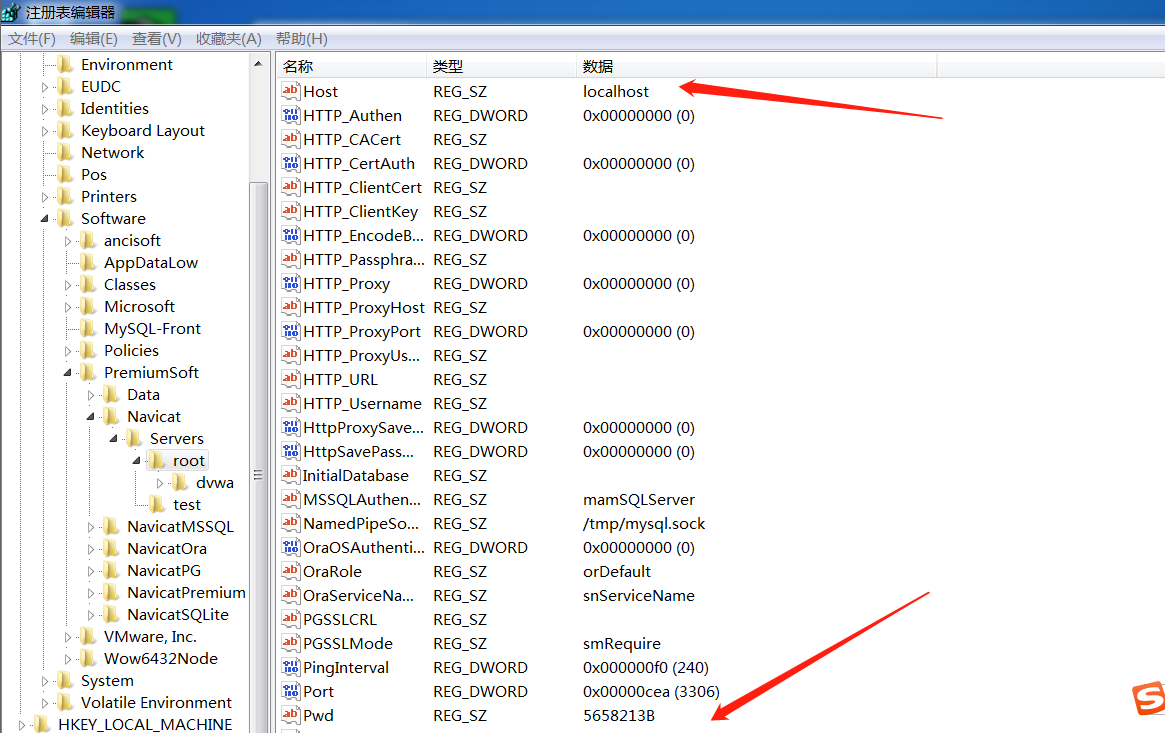 注册表编辑器
文件(F) 编辑(E) 查看(V) 收藏夹(A) 帮助(H)
Environment
EUDC
Identities
Keyboard Layout
Network
Pos
Printers
Software
ancisoft
AppDataLow
Classes
Microsoft
MySQL-Front
Policies
PremiumSoft
Data
Navicat
Servers
root
dvwa
test
NavicatMSSQL
NavicatOra
NavicatPG
NavicatPremium
NavicatSQLite
VMware, Inc.
Wow6432Node
System
Volatile Environment
HKEY_LOCAL_MACHINE
名称 类型 数据
Host REG_SZ localhost
HTTP_Authen REG_DWORD 0x00000000 (0)
HTTP_CACert REG_SZ
HTTP_CertAuth REG_DWORD 0x00000000 (0)
HTTP_ClientCert REG_SZ
HTTP_ClientKey REG_SZ
HTTP_EncodeB... REG_DWORD 0x00000000 (0)
HTTP_Passphra... REG_SZ
HTTP_Proxy REG_DWORD 0x00000000 (0)
HTTP_ProxyHost REG_SZ
HTTP_ProxyPort REG_DWORD 0x00000000 (0)
HTTP_ProxyUs... REG_SZ
HTTP_URL REG_SZ
HTTP_Username REG_SZ
HttpProxySave... REG_DWORD 0x00000000 (0)
HttpSavePass... REG_DWORD 0x00000000 (0)
InitialDatabase REG_SZ
MSSQLAuthen... REG_SZ mamSQLServer
NamedPipeSo... REG_SZ /tmp/mysql.sock
OraOSAuthenti... REG_DWORD 0x00000000 (0)
OraRole REG_SZ orDefault
OraServiceNa... REG_SZ snServiceName
PGSSLCRL REG_SZ
PGSSLMode REG_SZ smRequire
PingInterval REG_DWORD 0x000000f0 (240)
Port REG_DWORD 0x00000cea (3306)
Pwd REG_SZ 5658213B